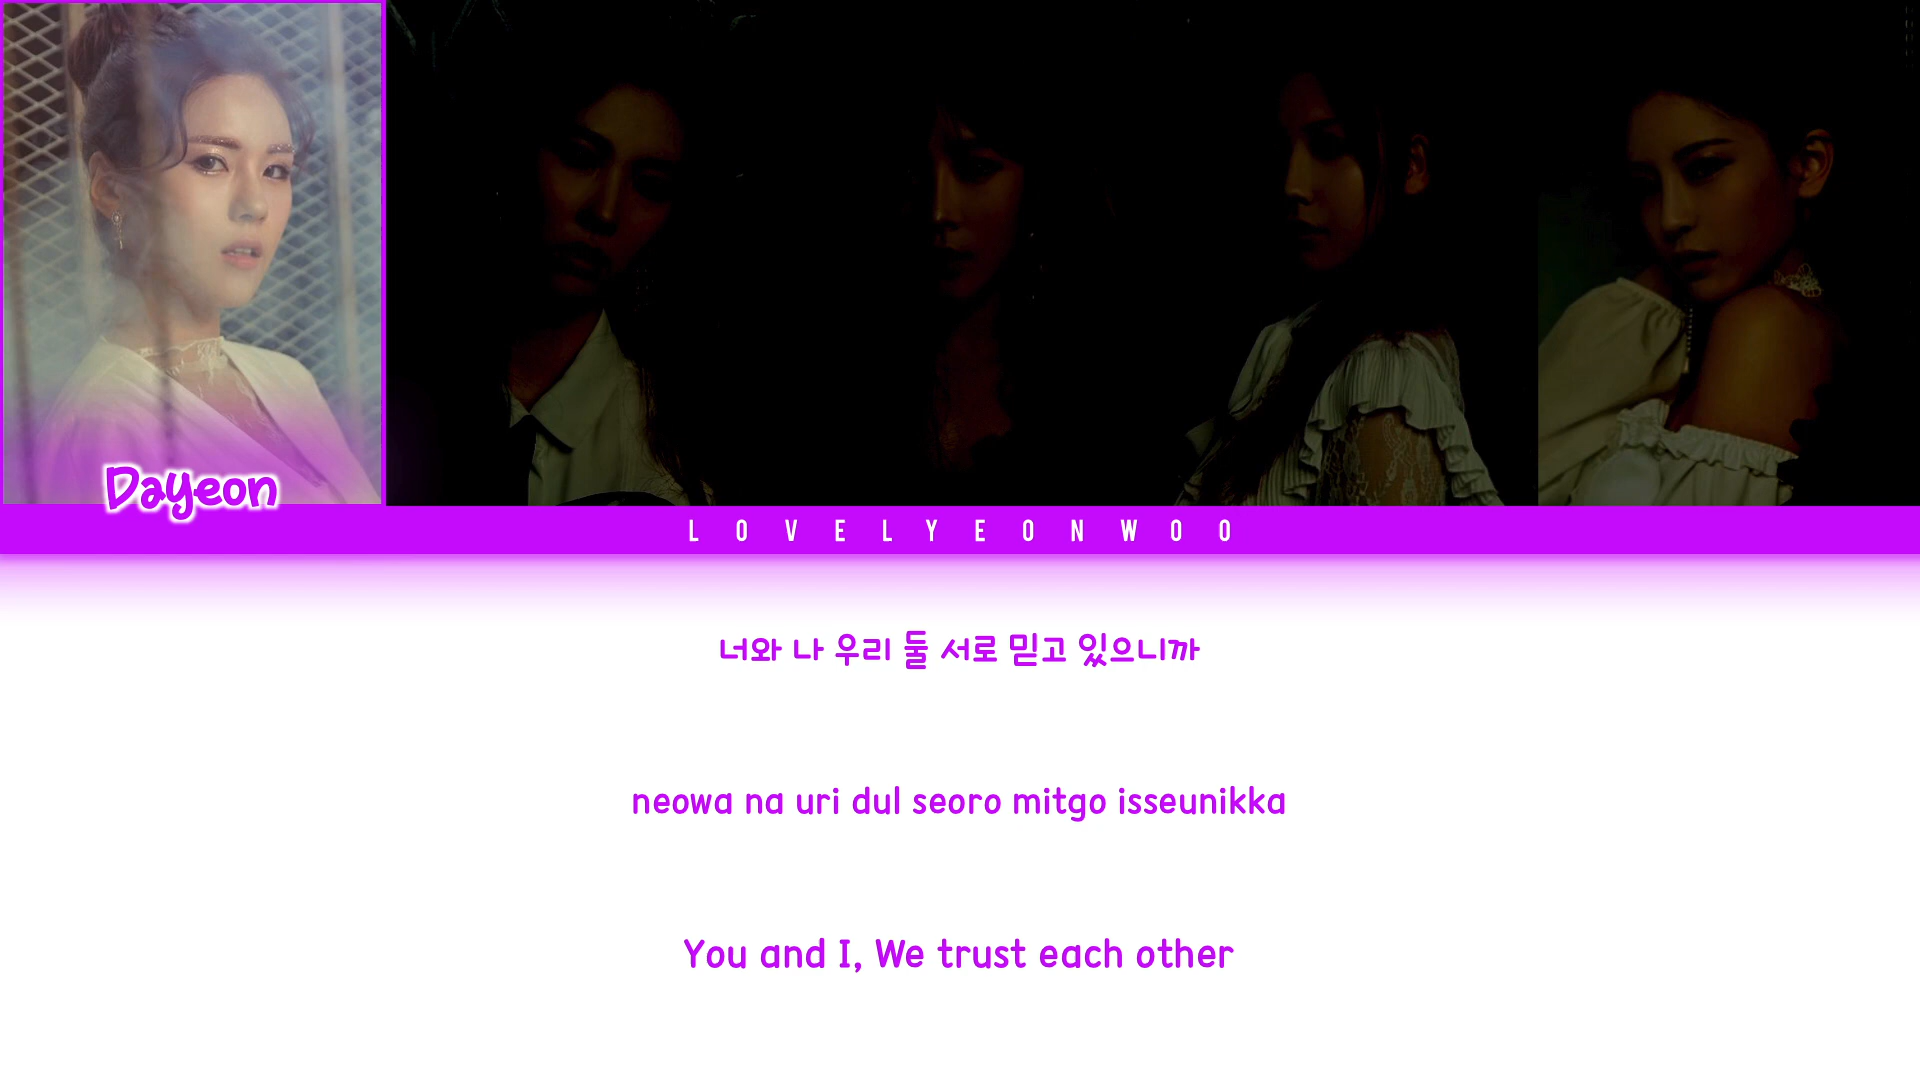 Dayeon
LOVELYEONWOO
너와 나 우리 둘 서로 믿고 있으니까
neowa na uri dul seoro mitgo isseunikka
You and I, We trust each other